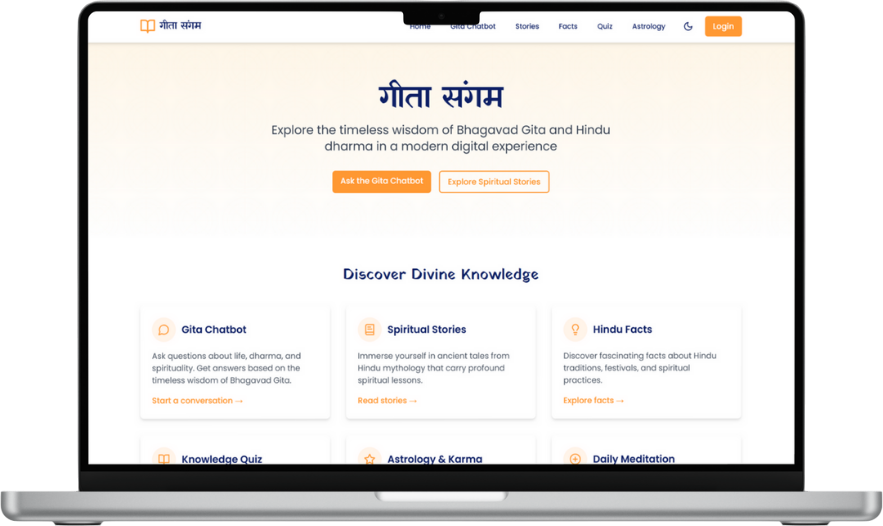 गीता संगम
Home Gita Chatbot Stories Facts Quiz Astrology Login
गीता संगम
Explore the timeless wisdom of Bhagavad Gita and Hindu
dharma in a modern digital experience
Ask the Gita Chatbot Explore Spiritual Stories
Discover Divine Knowledge
Gita Chatbot
Ask questions about life, dharma, and
spirituality. Get answers based on the
timeless wisdom of Bhagavad Gita.
Start a conversation →
Spiritual Stories
Immerse yourself in ancient tales from
Hindu mythology that carry profound
spiritual lessons.
Read stories →
Hindu Facts
Discover fascinating facts about Hindu
traditions, festivals, and spiritual
practices.
Explore facts →
Knowledge Quiz
Astrology & Karma
Daily Meditation